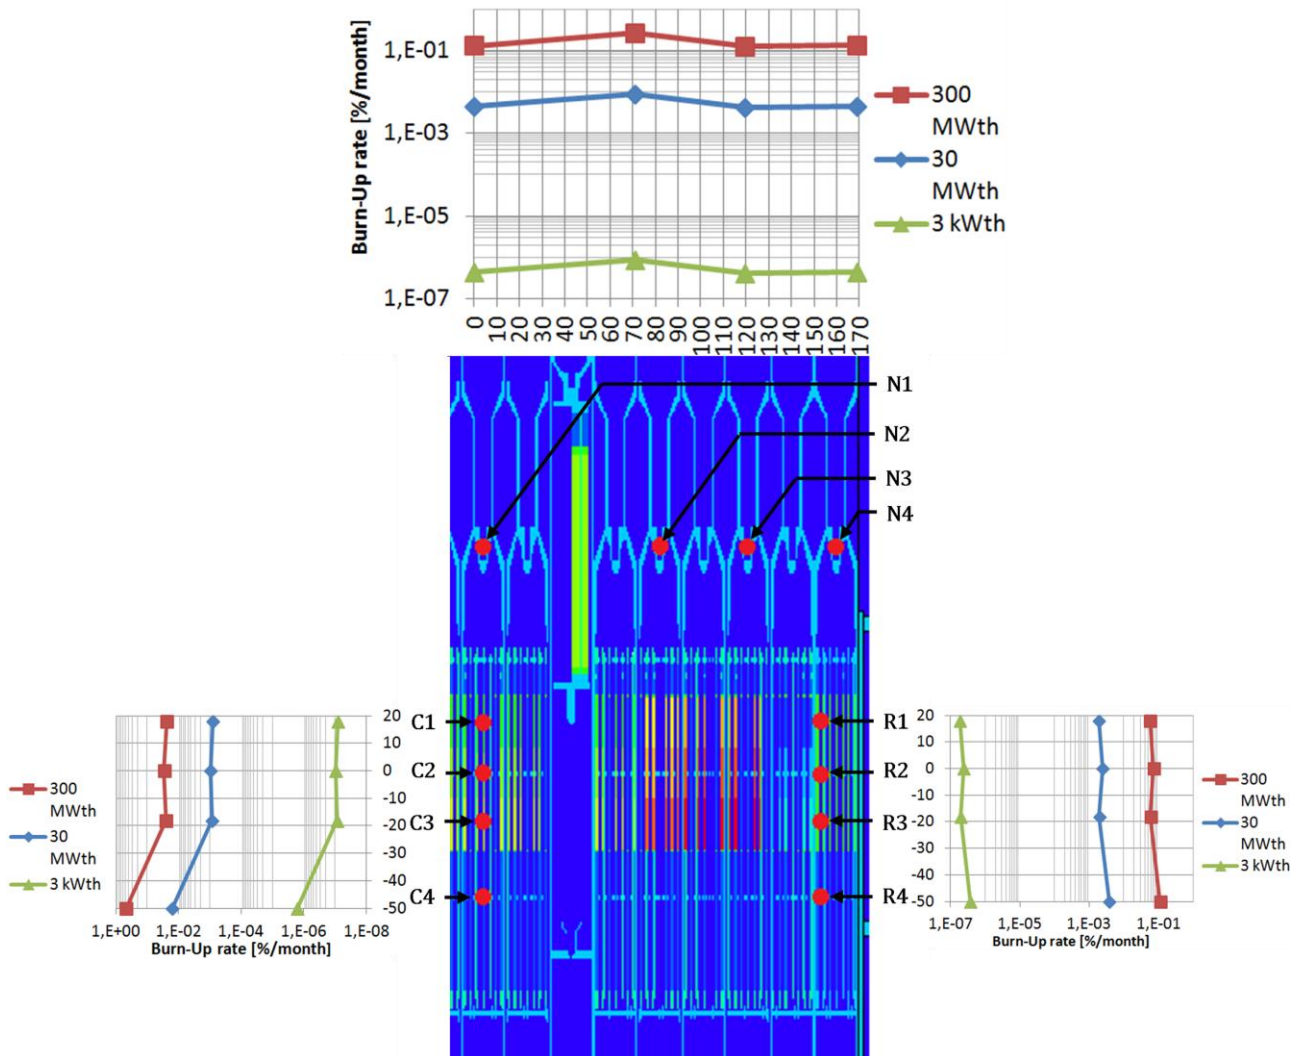 Burn-Up rate [%/month]
1,E-01
1,E-03
1,E-05
1,E-07
0
10
20
30
40
50
60
70
80
90
100
110
120
130
140
150
160
170
300
MWth
30
MWth
3 kWth
N1
N2
N3
N4
C1
C2
C3
C4
R1
R2
R3
R4
300
MWth
30
MWth
3 kWth
20
10
0
-10
-20
-30
-40
-50
1,E+00
1,E-02
1,E-04
1,E-06
1,E-08
Burn-Up rate [%/month]
20
10
0
-10
-20
-30
-40
-50
1,E-07
1,E-05
1,E-03
1,E-01
Burn-Up rate [%/month]
300
MWth
30
MWth
3 kWth